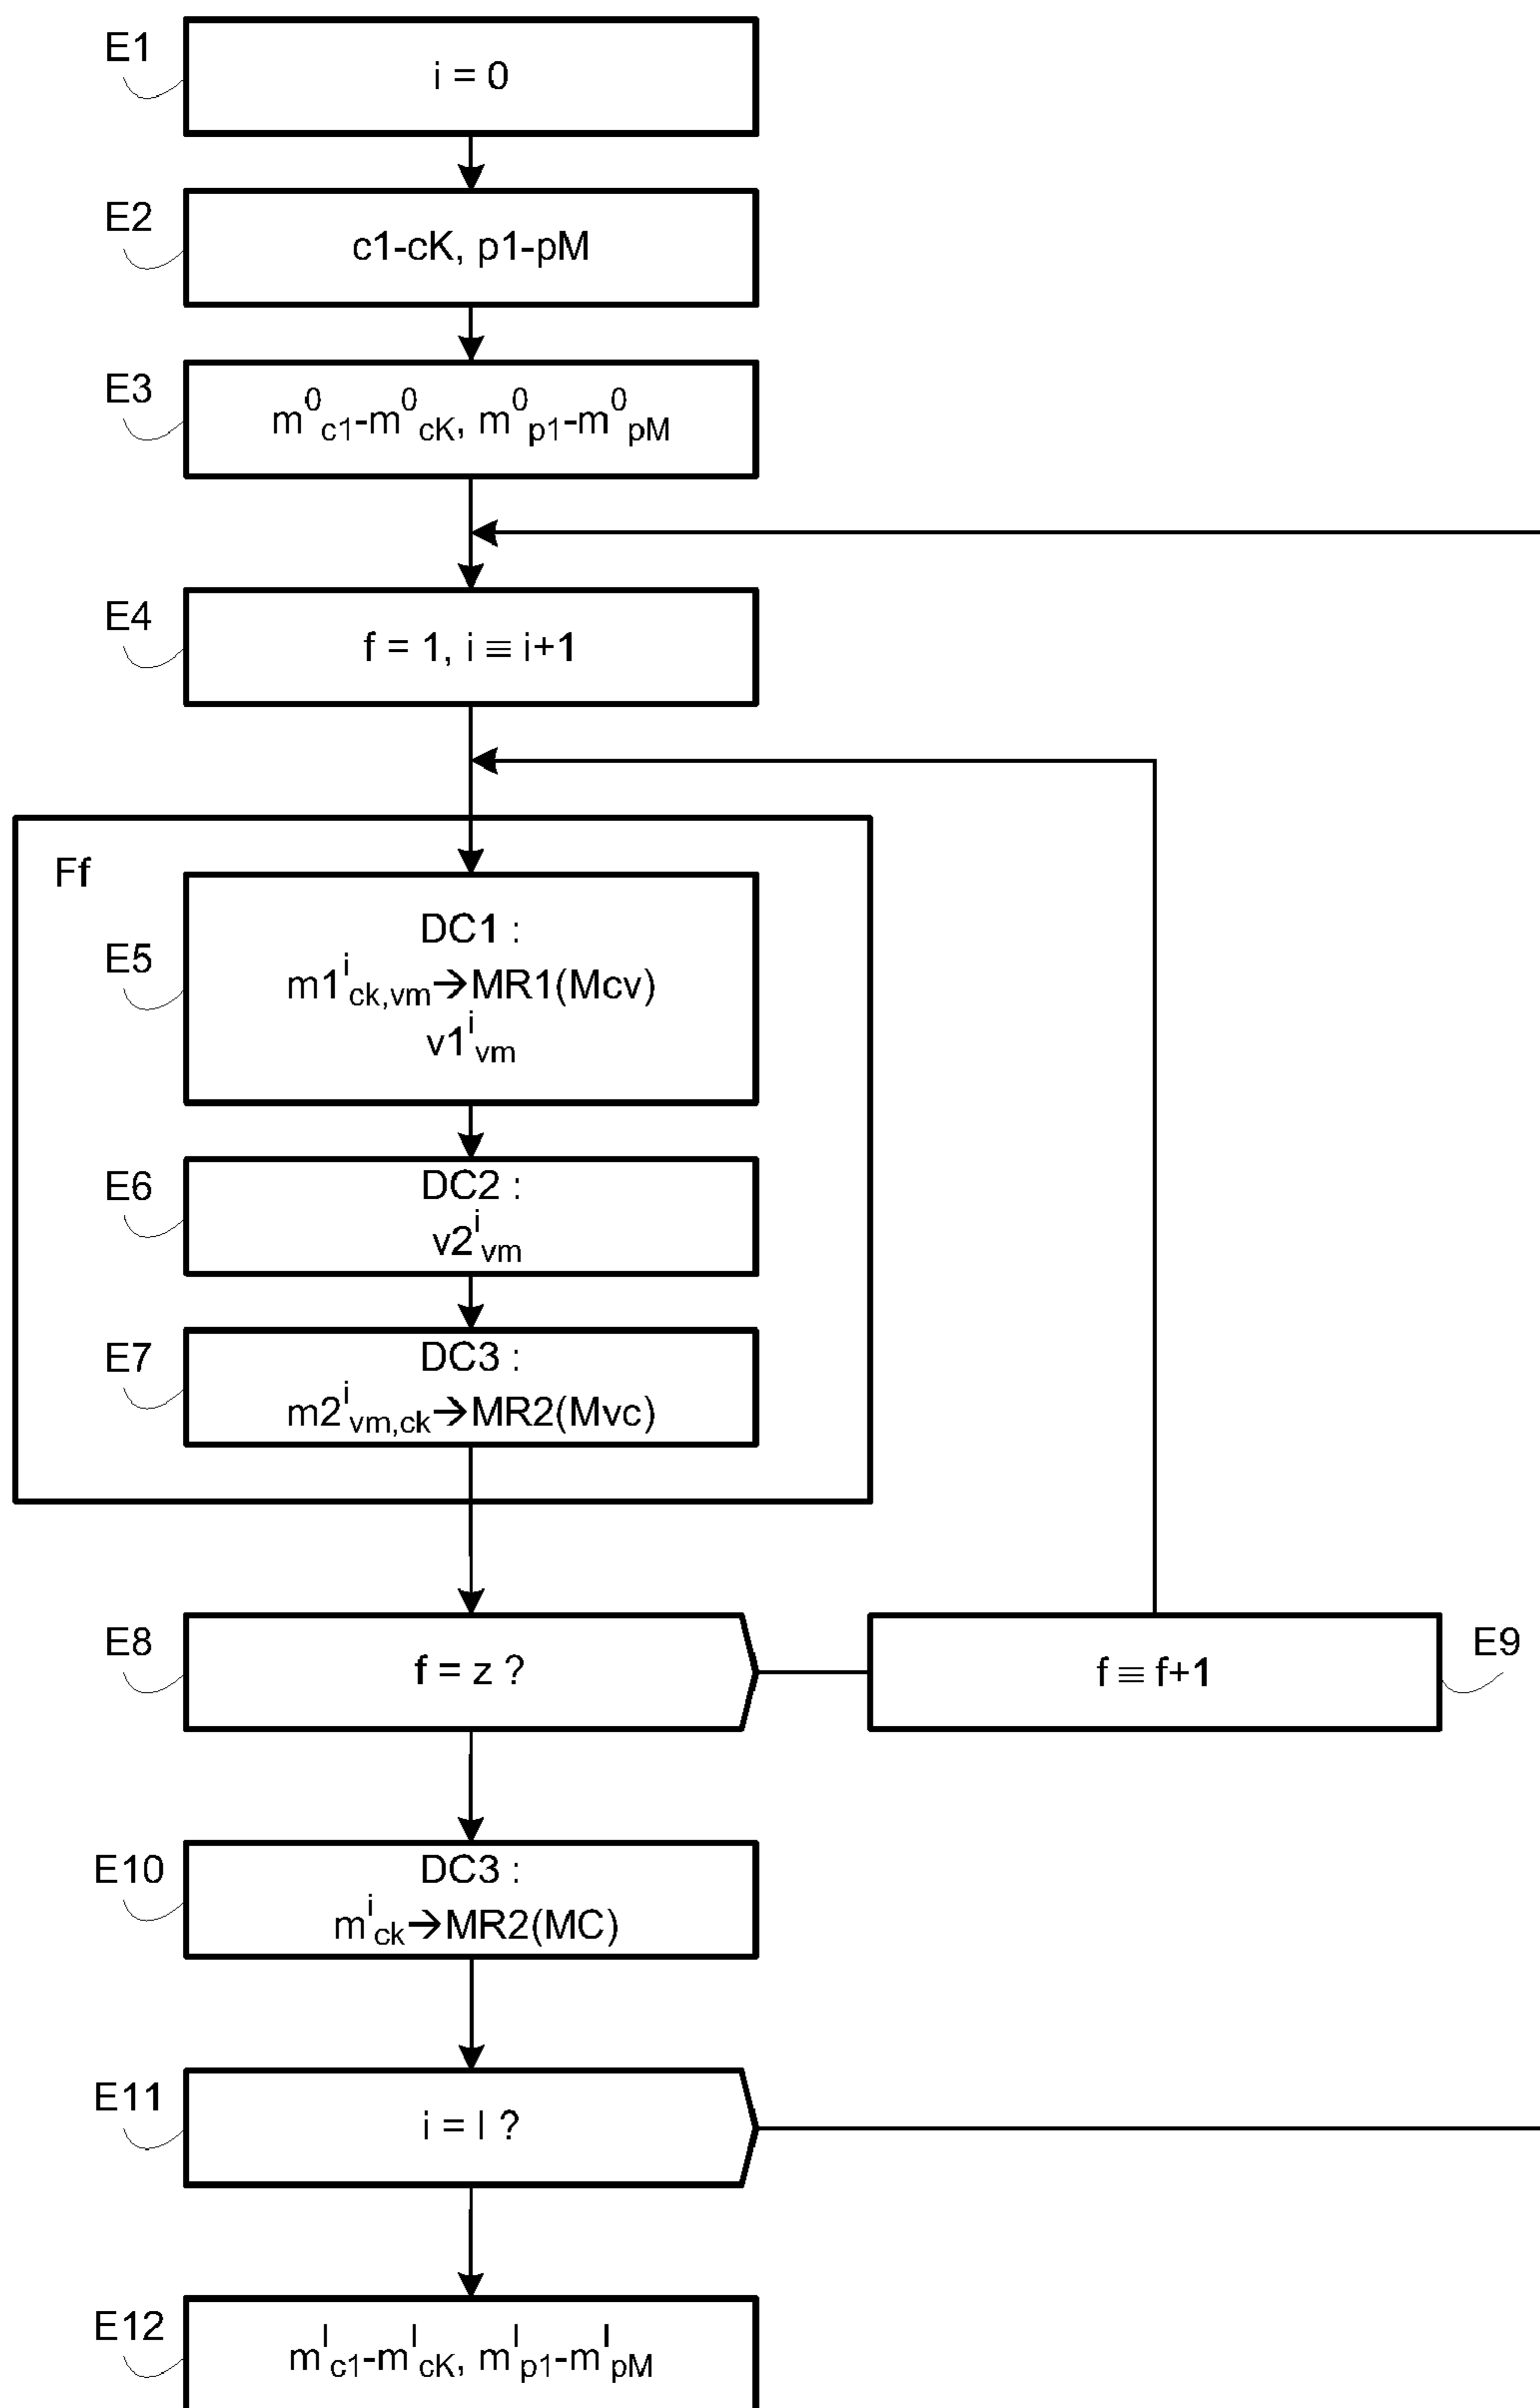 E1
i = 0
E2
c1-cK, p1-pM
E3
m⁰c1-m⁰cK, m⁰p1-m⁰pM
E4
f = 1, i ≡ i+1
Ff
E5
DC1 :
m1ⁱck,vm→MR1(Mcv)
v1ⁱvm
E6
DC2 :
v2ⁱvm
E7
DC3 :
m2ⁱvm,ck→MR2(Mvc)
E8
f = z ?
f ≡ f+1
E9
E10
DC3 :
mⁱck→MR2(MC)
E11
i = I ?
E12
mᴵc1-mᴵcK, mᴵp1-mᴵpM